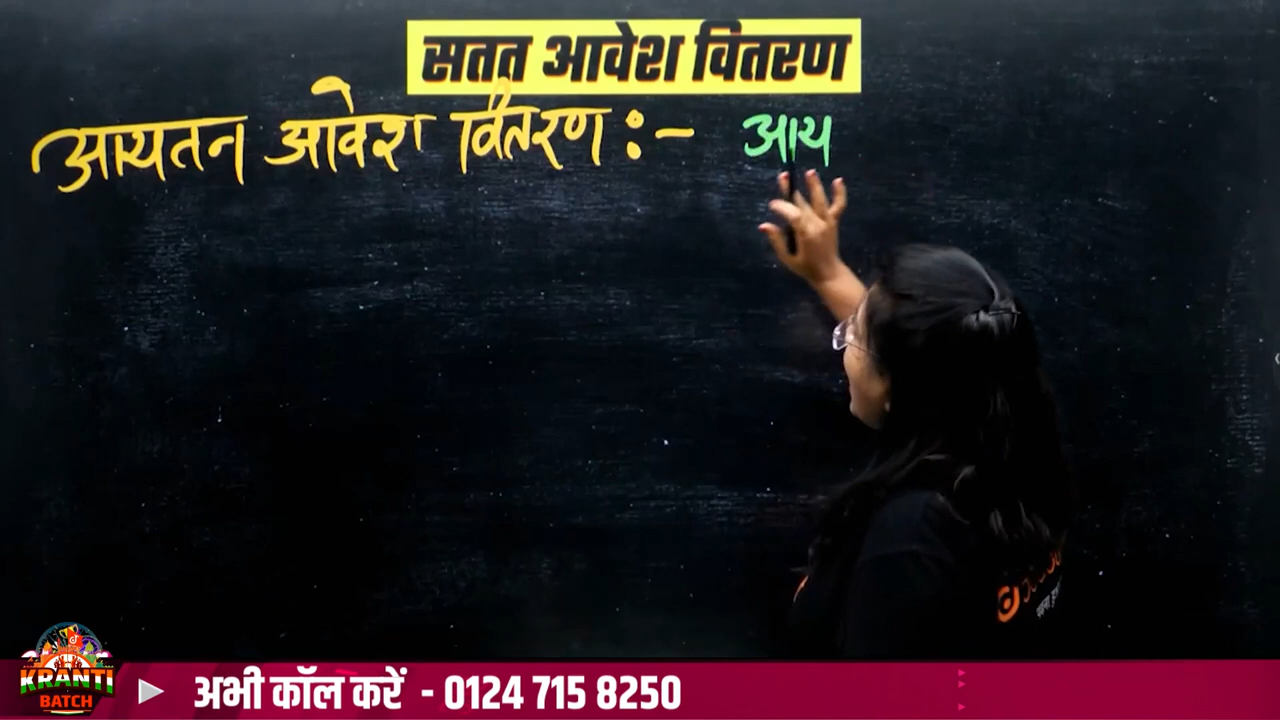 सतत आवेश वितरण
आयतन आवेश वितरण :- आय
KRANTI
BATCH
अभी कॉल करें - 0124 715 8250